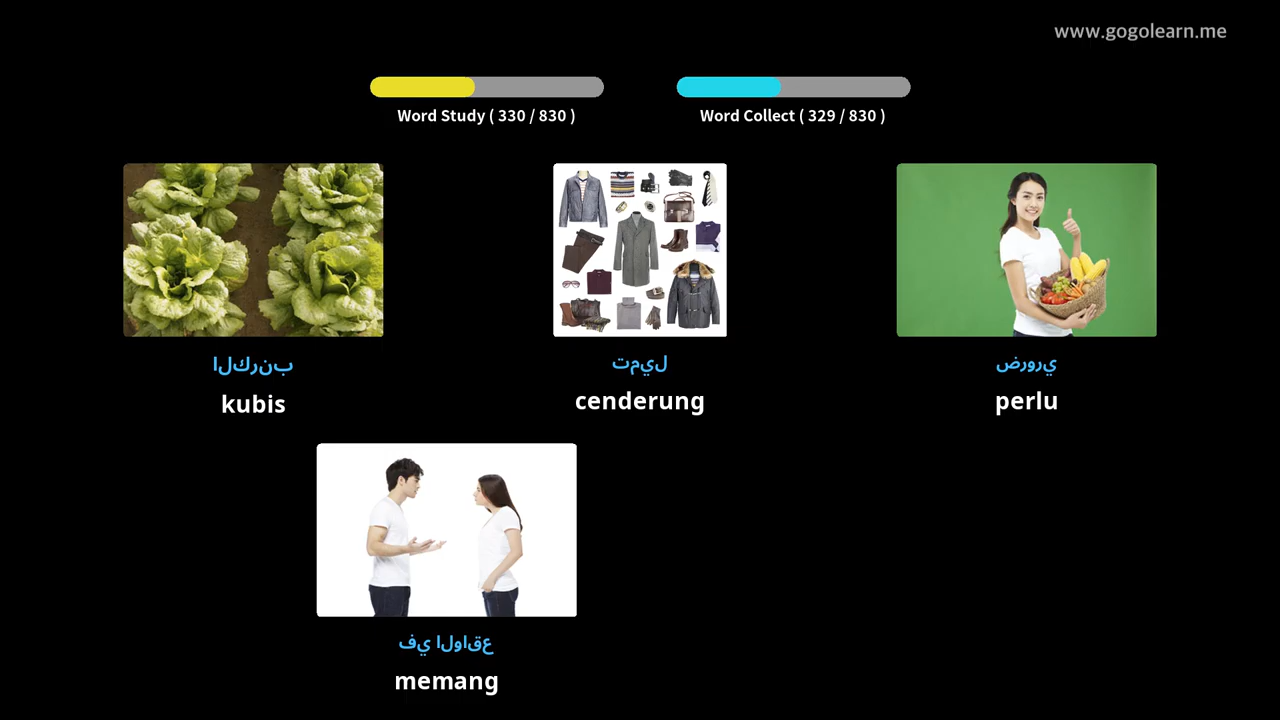 www.gogolearn.me
Word Study ( 330 / 830 )
Word Collect ( 329 / 830 )
الكرنب
kubis
تميل
cenderung
ضروري
perlu
في الواقع
memang